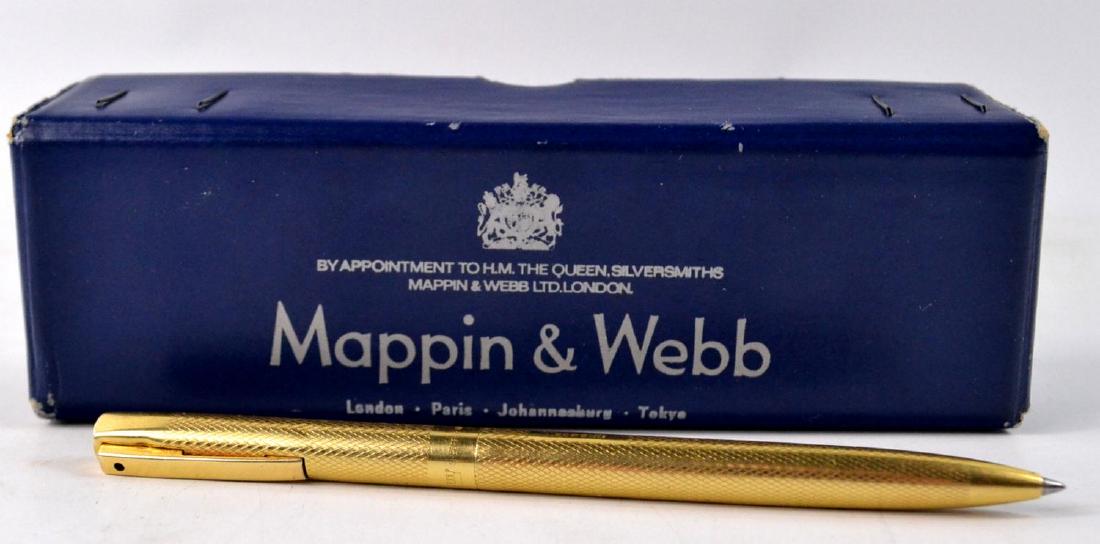 BY APPOINTMENT TO H.M. THE QUEEN, SILVERSMITHS
MAPPIN & WEBB LTD. LONDON.
Mappin & Webb
London · Paris · Johannesburg · Tokyo